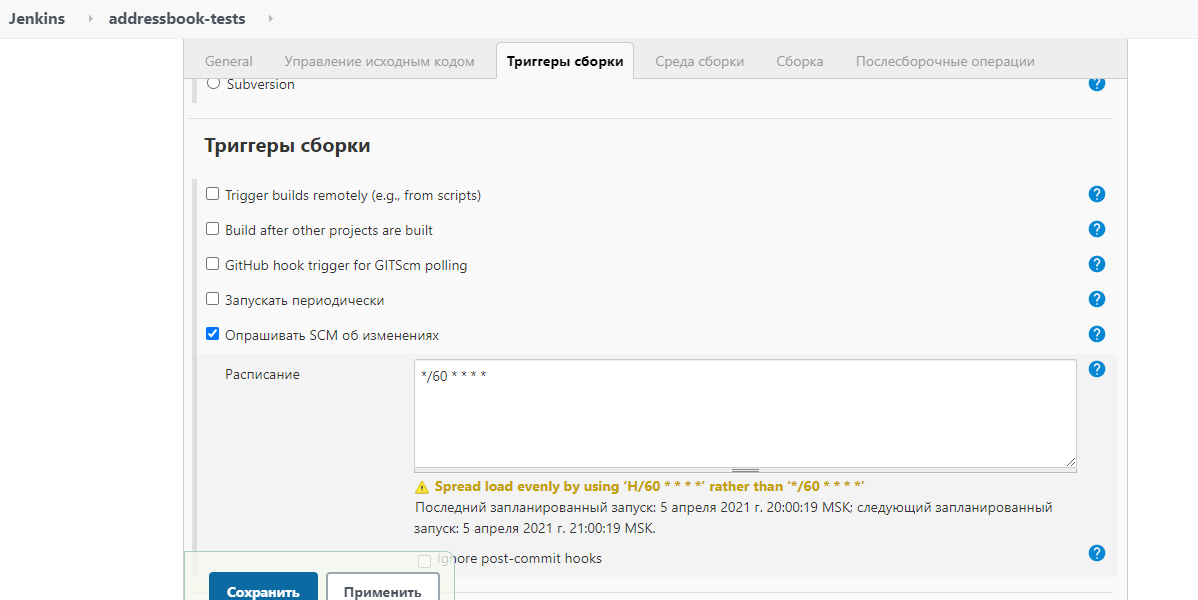 Jenkins addressbook-tests
General Управление исходным кодом Триггеры сборки Среда сборки Сборка Послесборочные операции
Subversion
Триггеры сборки
Trigger builds remotely (e.g., from scripts)
Build after other projects are built
GitHub hook trigger for GITScm polling
Запускать периодически
Опрашивать SCM об изменениях
Расписание
*/60 * * * *
Spread load evenly by using ‘H/60 * * * *’ rather than ‘*/60 * * * *’
Последний запланированный запуск: 5 апреля 2021 г. 20:00:19 MSK; следующий запланированный
запуск: 5 апреля 2021 г. 21:00:19 MSK.
Ignore post-commit hooks
Сохранить Применить